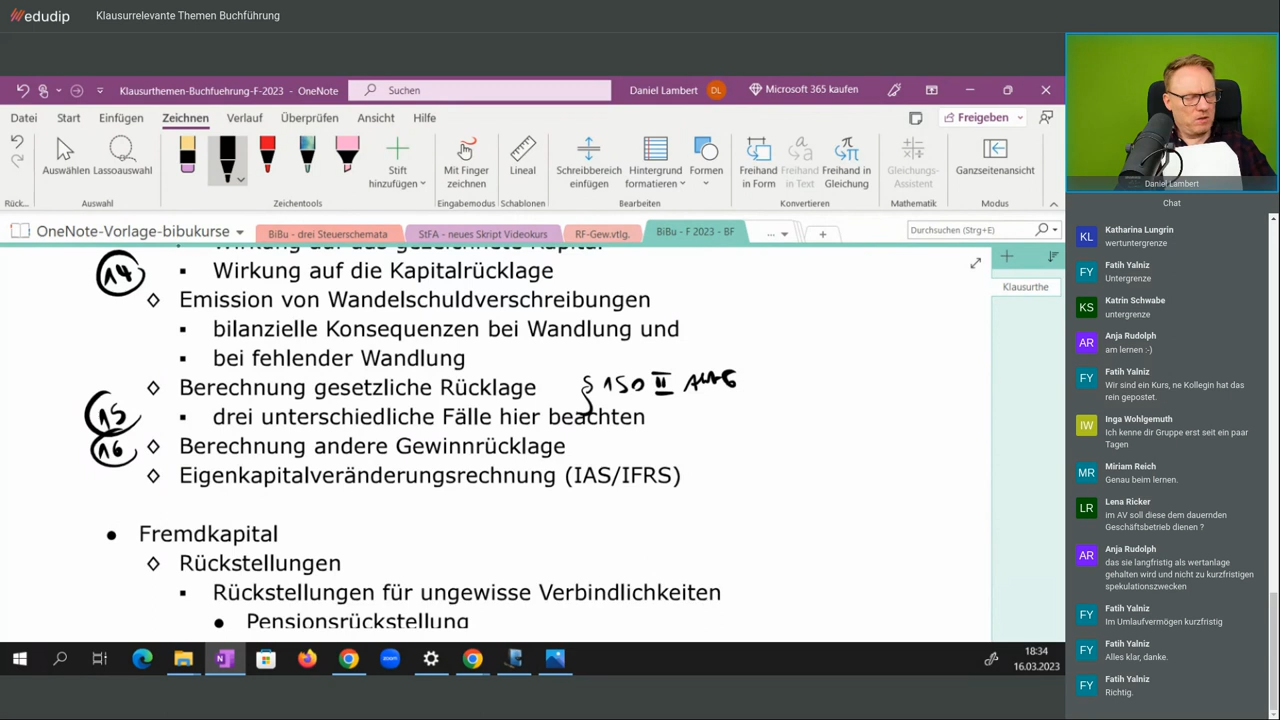 edudip
Klausurrelevante Themen Buchführung
Klausurthemen-Buchfuehrung-F-2023 - OneNote
Suchen
Daniel Lambert
DL
Microsoft 365 kaufen
Datei
Start
Einfügen
Zeichnen
Verlauf
Überprüfen
Ansicht
Hilfe
Freigeben
Auswählen
Lassoauswahl
Stift hinzufügen
Mit Finger zeichnen
Lineal
Schreibbereich einfügen
Hintergrund formatieren
Formen
Freihand in Form
Freihand in Text
Freihand in Gleichung
Gleichungs-Assistent
Ganzseitenansicht
Rück...
Auswahl
Zeichentools
Eingabemodus
Schablonen
Bearbeiten
Konvertieren
Mathematik
Modus
OneNote-Vorlage-bibukurse
BiBu - drei Steuerschemata
StFA - neues Skript Videokurs
RF-Gew.vtlg.
BiBu - F 2023 - BF
...
Durchsuchen (Strg+E)
Klausurthe
Wirkung auf das gezeichnete Kapital
14
▪ Wirkung auf die Kapitalrücklage
◊ Emission von Wandelschuldverschreibungen
▪ bilanzielle Konsequenzen bei Wandlung und
▪ bei fehlender Wandlung
◊ Berechnung gesetzliche Rücklage § 150 II AktG
15 ▪ drei unterschiedliche Fälle hier beachten
16 ◊ Berechnung andere Gewinnrücklage
◊ Eigenkapitalveränderungsrechnung (IAS/IFRS)
● Fremdkapital
◊ Rückstellungen
▪ Rückstellungen für ungewisse Verbindlichkeiten
● Pensionsrückstellung
18:34
16.03.2023
zoom
Daniel Lambert
Chat
KL
Katharina Lungrin
wertuntergrenze
FY
Fatih Yalniz
Untergrenze
KS
Katrin Schwabe
untergrenze
AR
Anja Rudolph
am lernen :-)
FY
Fatih Yalniz
Wir sind ein Kurs, ne Kollegin hat das
rein gepostet.
IW
Inga Wohlgemuth
Ich kenne dir Gruppe erst seit ein paar
Tagen
MR
Miriam Reich
Genau beim lernen.
LR
Lena Ricker
im AV soll diese dem dauernden
Geschäftsbetrieb dienen ?
AR
Anja Rudolph
das sie langfristig als wertanlage
gehalten wird und nicht zu kurzfristigen
spekulationszwecken
FY
Fatih Yalniz
Im Umlaufvermögen kurzfristig
FY
Fatih Yalniz
Alles klar, danke.
FY
Fatih Yalniz
Richtig.